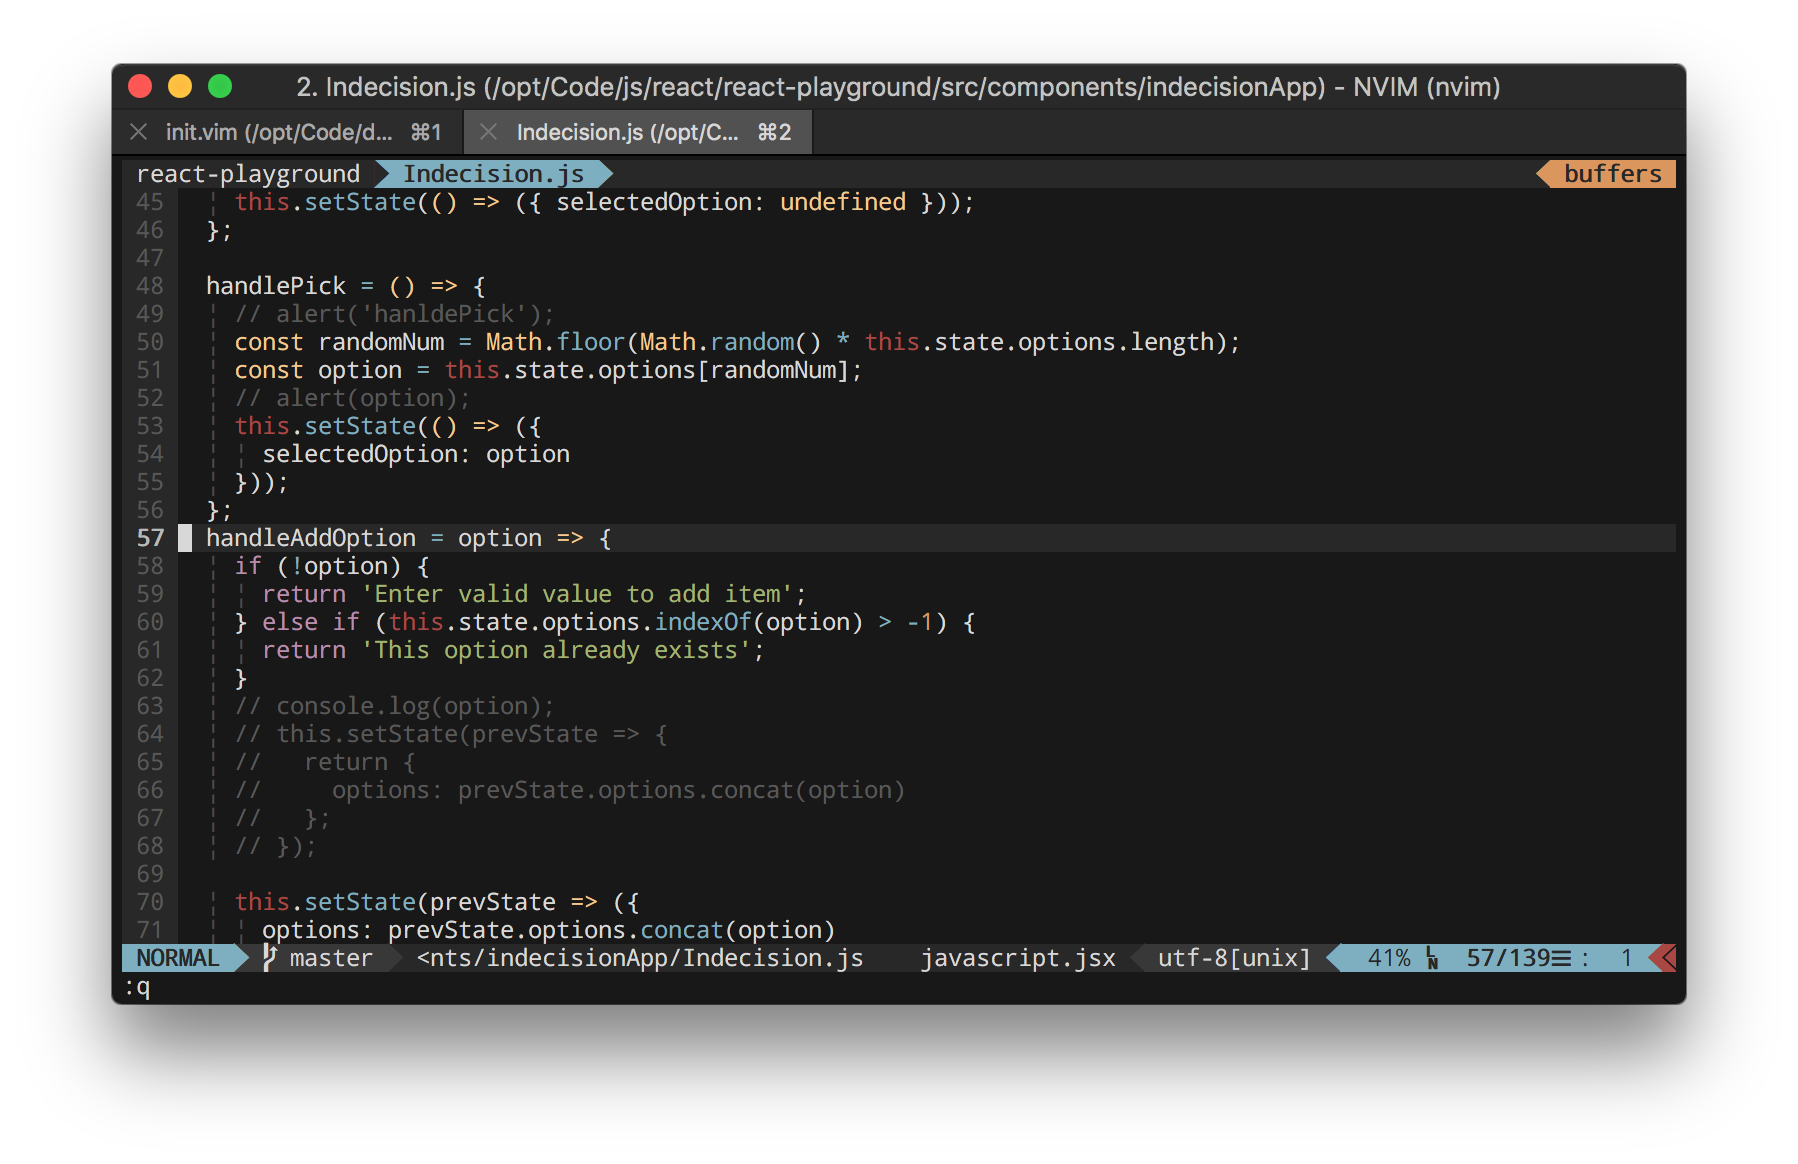 2. Indecision.js (/opt/Code/js/react/react-playground/src/components/indecisionApp) - NVIM (nvim)
init.vim (/opt/Code/d... ⌘1 Indecision.js (/opt/C... ⌘2
react-playground Indecision.js buffers
45 this.setState(() => ({ selectedOption: undefined }));
46 };
47
48 handlePick = () => {
49 // alert('hanldePick');
50 const randomNum = Math.floor(Math.random() * this.state.options.length);
51 const option = this.state.options[randomNum];
52 // alert(option);
53 this.setState(() => ({
54 selectedOption: option
55 }));
56 };
57 handleAddOption = option => {
58 if (!option) {
59 return 'Enter valid value to add item';
60 } else if (this.state.options.indexOf(option) > -1) {
61 return 'This option already exists';
62 }
63 // console.log(option);
64 // this.setState(prevState => {
65 //   return {
66 //     options: prevState.options.concat(option)
67 //   };
68 // });
69
70 this.setState(prevState => ({
71 options: prevState.options.concat(option)
NORMAL master <nts/indecisionApp/Indecision.js javascript.jsx utf-8[unix] 41% LN 57/139☰ : 1
:q